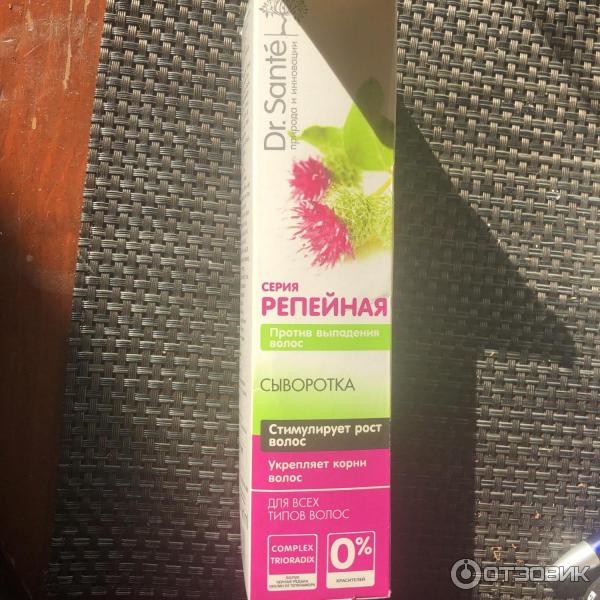 Dr. Santé
природа и инновации
СЕРИЯ
РЕПЕЙНАЯ
Против выпадения
волос
СЫВОРОТКА
Стимулирует рост
волос
Укрепляет корни
волос
ДЛЯ ВСЕХ
ТИПОВ ВОЛОС
COMPLEX
TRIORADIX
0%
КРАСИТЕЛЕЙ
ОТЗОВИК